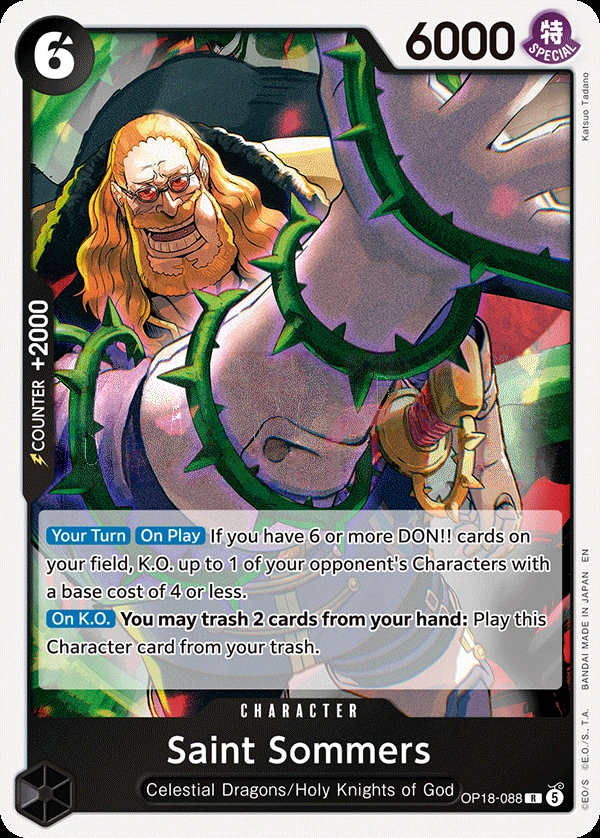 6
6000
特
SPECIAL
Katsuo Tadano
COUNTER +2000
Your Turn On Play If you have 6 or more DON!! cards on
your field, K.O. up to 1 of your opponent's Characters with
a base cost of 4 or less.
On K.O. You may trash 2 cards from your hand: Play this
Character card from your trash.
CHARACTER
Saint Sommers
Celestial Dragons/Holy Knights of God
OP18-088 R 5
©E.O./S ©E.O./S., T.A. BANDAI MADE IN JAPAN EN